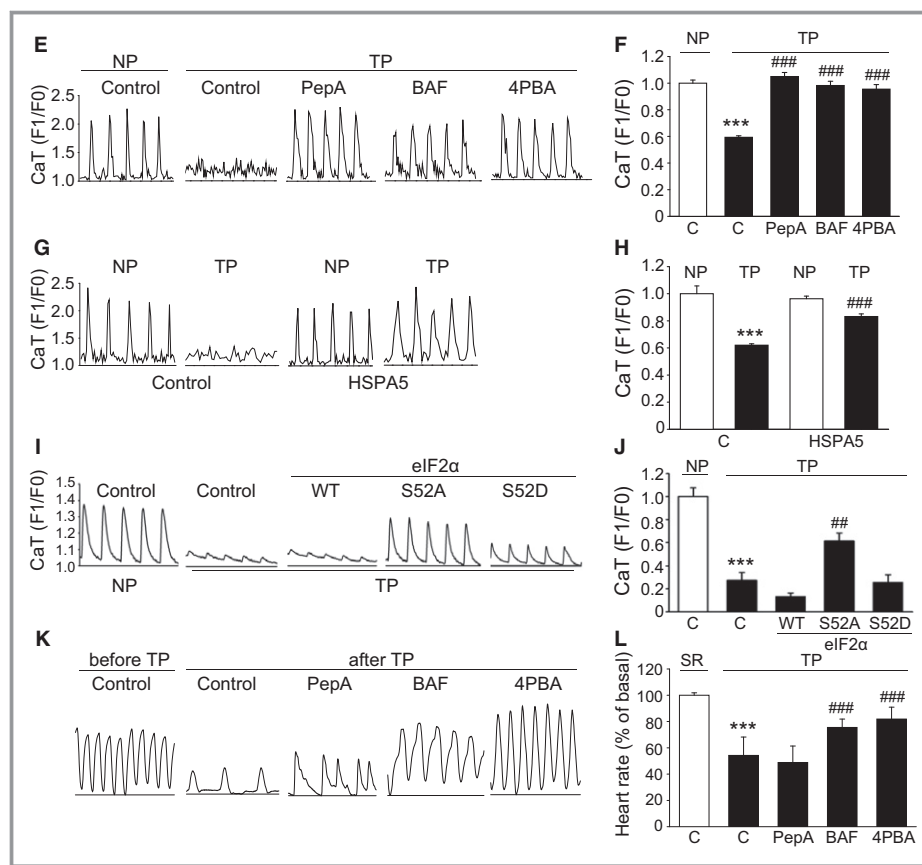 E
NP TP
Control Control PepA BAF 4PBA
CaT (F1/F0)
2.5
2.0
1.5
1.0
F
NP TP
CaT (F1/F0)
1.2
1.0
0.8
0.6
0.4
0.2
0
*** ### ### ###
C C PepA BAF 4PBA
G
NP TP NP TP
CaT (F1/F0)
2.5
2.0
1.5
1.0
Control HSPA5
H
NP TP NP TP
CaT (F1/F0)
1.2
1.0
0.8
0.6
0.4
0.2
0
*** ###
C HSPA5
I
eIF2α
Control Control WT S52A S52D
CaT (F1/F0)
1.5
1.4
1.3
1.2
1.1
1.0
NP TP
J
NP TP
CaT (F1/F0)
1.2
1.0
0.8
0.6
0.4
0.2
0
*** ##
C C WT S52A S52D
eIF2α
K
before TP after TP
Control Control PepA BAF 4PBA
L
SR TP
Heart rate (% of basal)
120
100
80
60
40
20
0
*** ### ###
C C PepA BAF 4PBA